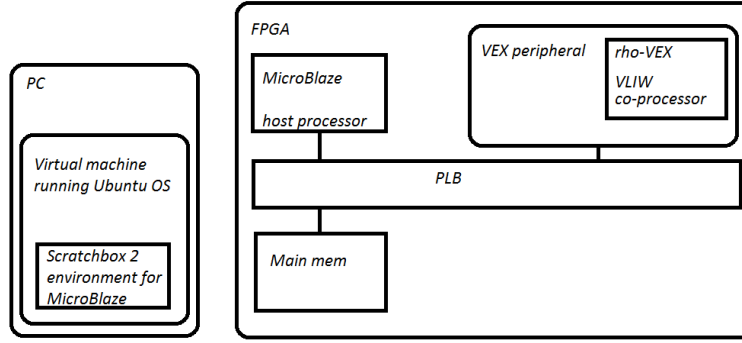 PC
Virtual machine
running Ubuntu OS
Scratchbox 2
environment for
MicroBlaze
FPGA
MicroBlaze
host processor
VEX peripheral
rho-VEX
VLIW
co-processor
PLB
Main mem